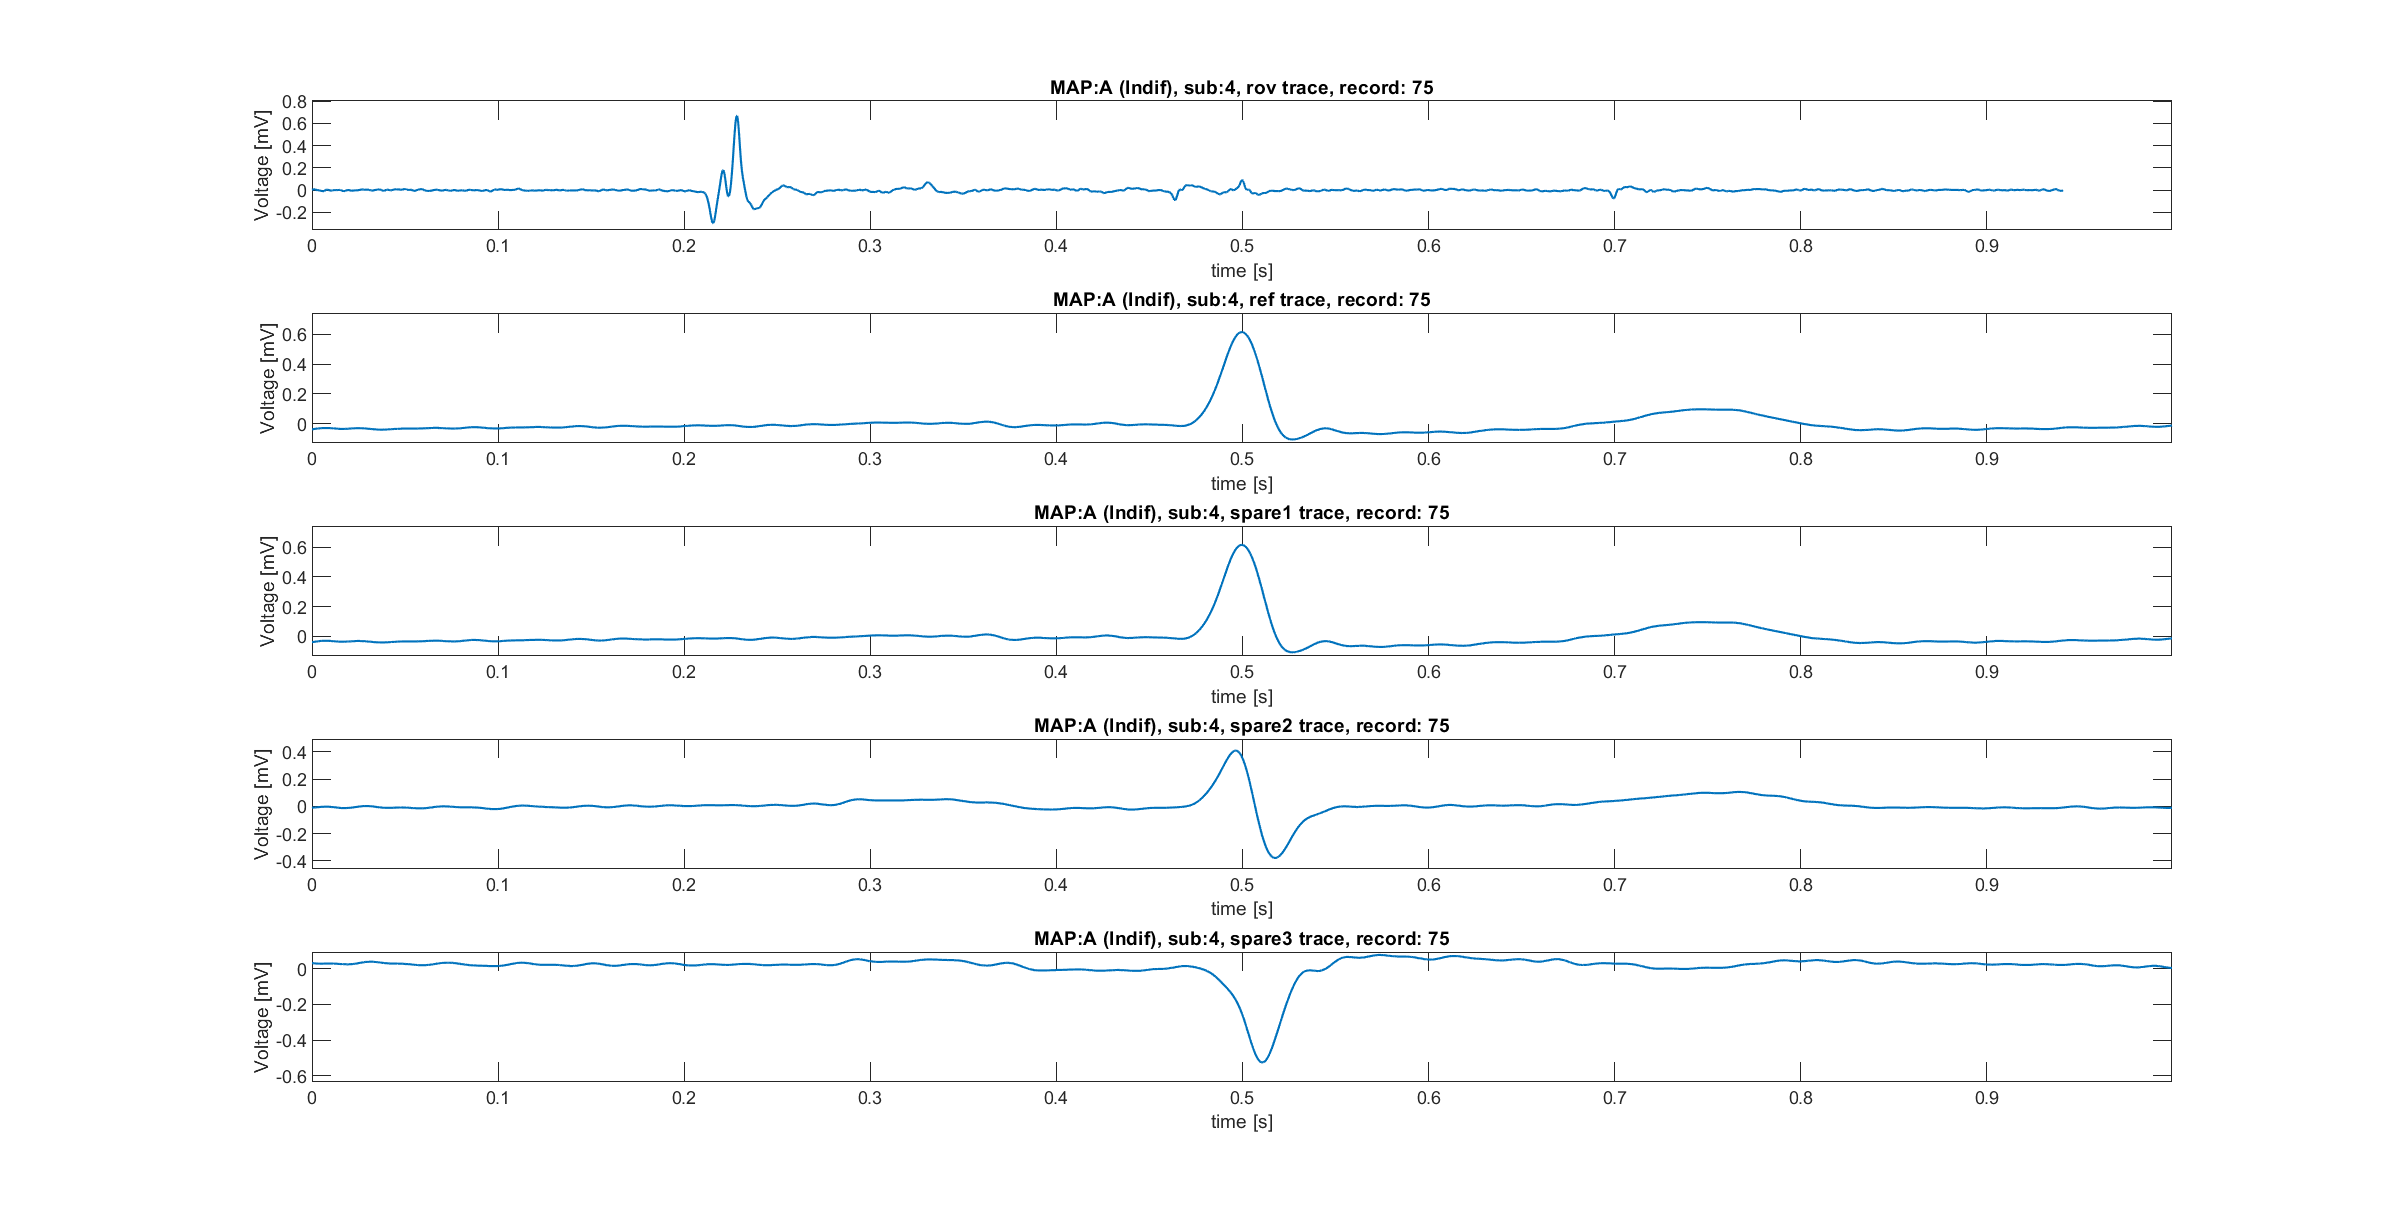 MAP:A (Indif), sub:4, rov trace, record: 75
Voltage [mV]
0.8
0.6
0.4
0.2
0
-0.2
0 0.1 0.2 0.3 0.4 0.5 0.6 0.7 0.8 0.9
time [s]
MAP:A (Indif), sub:4, ref trace, record: 75
Voltage [mV]
0.6
0.4
0.2
0
0 0.1 0.2 0.3 0.4 0.5 0.6 0.7 0.8 0.9
time [s]
MAP:A (Indif), sub:4, spare1 trace, record: 75
Voltage [mV]
0.6
0.4
0.2
0
0 0.1 0.2 0.3 0.4 0.5 0.6 0.7 0.8 0.9
time [s]
MAP:A (Indif), sub:4, spare2 trace, record: 75
Voltage [mV]
0.4
0.2
0
-0.2
-0.4
0 0.1 0.2 0.3 0.4 0.5 0.6 0.7 0.8 0.9
time [s]
MAP:A (Indif), sub:4, spare3 trace, record: 75
Voltage [mV]
0
-0.2
-0.4
-0.6
0 0.1 0.2 0.3 0.4 0.5 0.6 0.7 0.8 0.9
time [s]